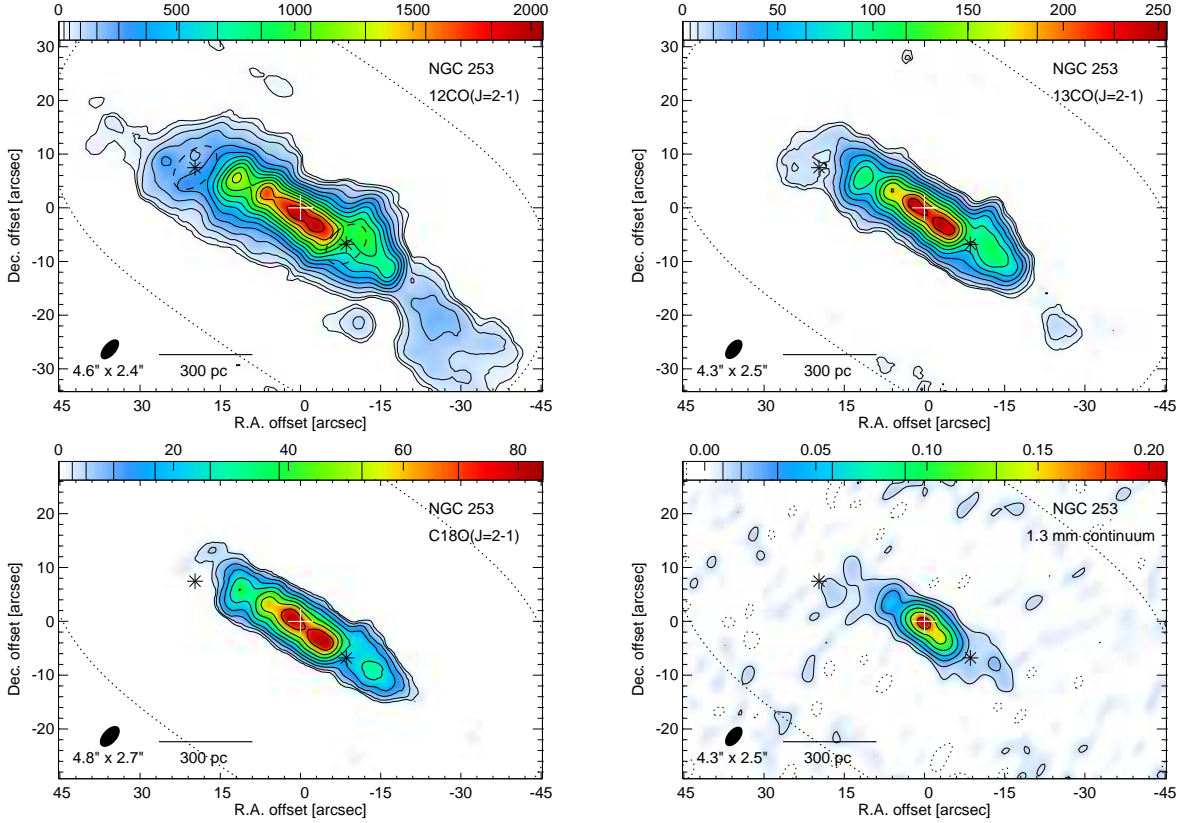 0 500 1000 1500 2000
NGC 253
12CO(J=2-1)
30
20
10
0
-10
-20
-30
Dec. offset [arcsec]
4.6" x 2.4"
300 pc
45 30 15 0 -15 -30 -45
R.A. offset [arcsec]
0 50 100 150 200 250
NGC 253
13CO(J=2-1)
30
20
10
0
-10
-20
-30
Dec. offset [arcsec]
4.3" x 2.5"
300 pc
45 30 15 0 -15 -30 -45
R.A. offset [arcsec]
0 20 40 60 80
NGC 253
C18O(J=2-1)
20
10
0
-10
-20
Dec. offset [arcsec]
4.8" x 2.7"
300 pc
45 30 15 0 -15 -30 -45
R.A. offset [arcsec]
0.00 0.05 0.10 0.15 0.20
NGC 253
1.3 mm continuum
20
10
0
-10
-20
Dec. offset [arcsec]
4.3" x 2.5"
300 pc
45 30 15 0 -15 -30 -45
R.A. offset [arcsec]